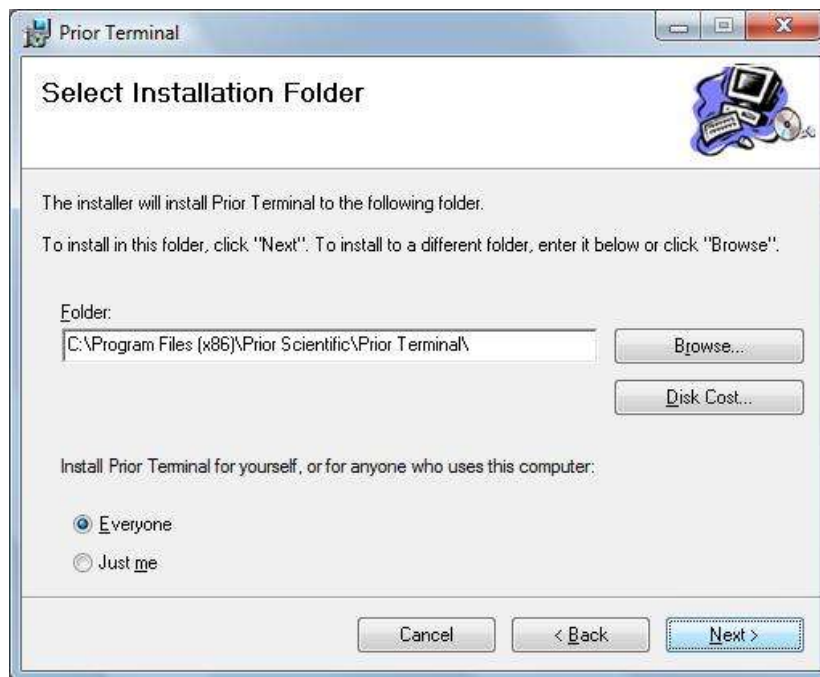 Prior Terminal
Select Installation Folder
The installer will install Prior Terminal to the following folder.
To install in this folder, click "Next". To install to a different folder, enter it below or click "Browse".
Folder:
C:\Program Files (x86)\Prior Scientific\Prior Terminal\
Browse...
Disk Cost...
Install Prior Terminal for yourself, or for anyone who uses this computer:
Everyone
Just me
Cancel
< Back
Next >